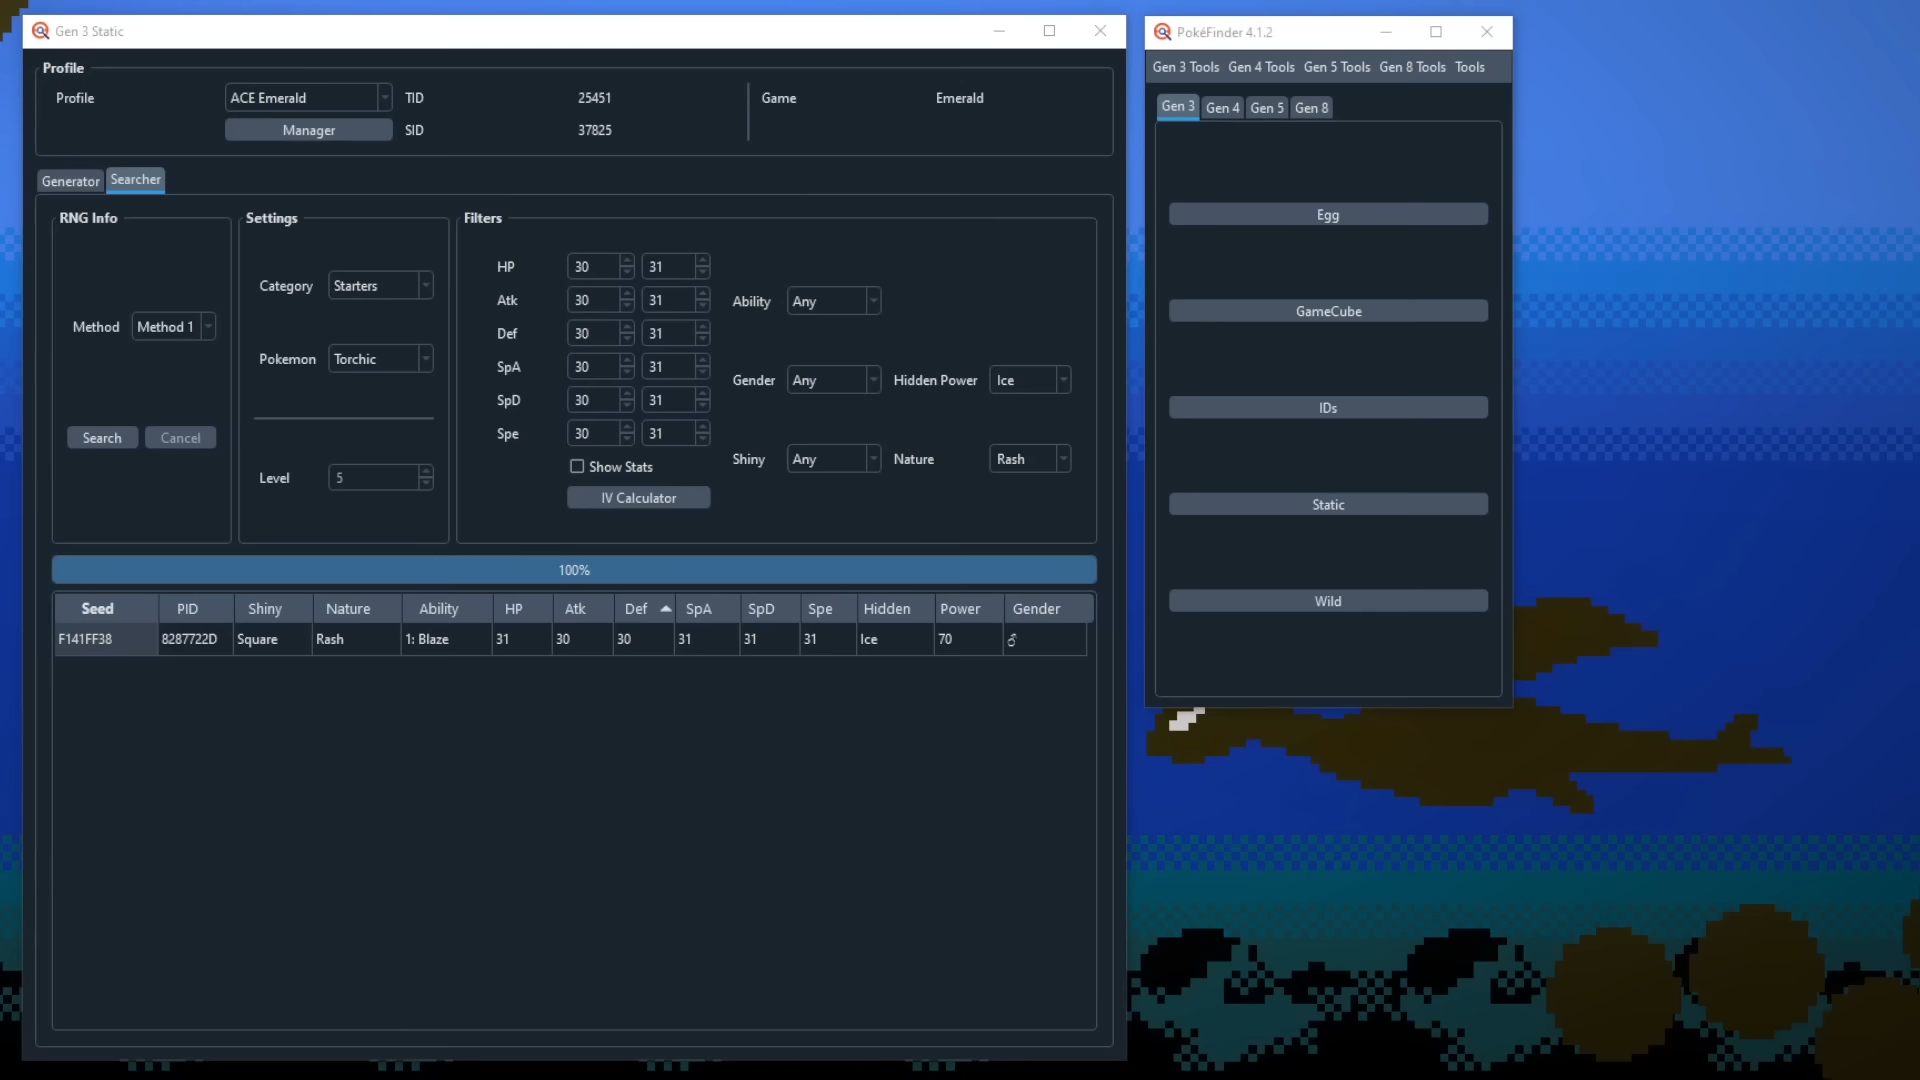 Gen 3 Static
Profile
Profile ACE Emerald TID 25451 Game Emerald
Manager SID 37825
Generator Searcher
RNG Info
Method Method 1
Search Cancel
Settings
Category Starters
Pokemon Torchic
Level 5
Filters
HP 30 31
Atk 30 31
Def 30 31
SpA 30 31
SpD 30 31
Spe 30 31
Show Stats
IV Calculator
Ability Any
Gender Any Hidden Power Ice
Shiny Any Nature Rash
100%
Seed PID Shiny Nature Ability HP Atk Def SpA SpD Spe Hidden Power Gender
F141FF38 8287722D Square Rash 1: Blaze 31 30 30 31 31 31 Ice 70 ♂
PokéFinder 4.1.2
Gen 3 Tools Gen 4 Tools Gen 5 Tools Gen 8 Tools Tools
Gen 3 Gen 4 Gen 5 Gen 8
Egg
GameCube
IDs
Static
Wild